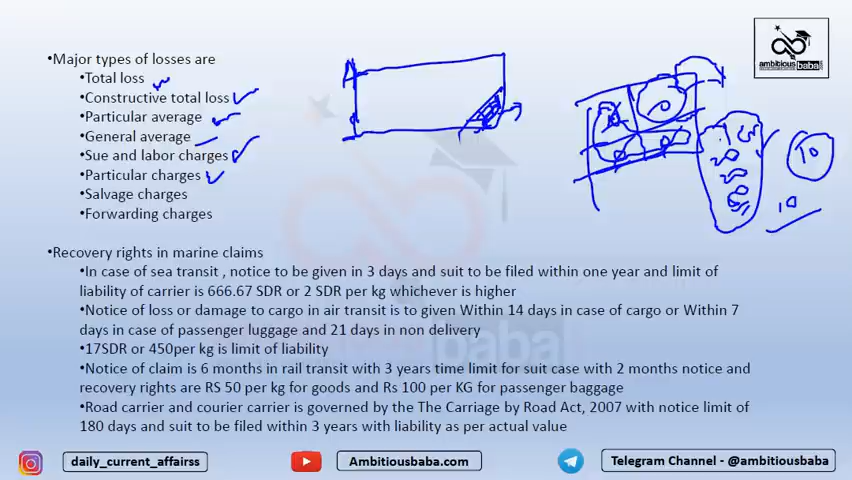 ambitiousbaba
•Major types of losses are
•Total loss
•Constructive total loss
•Particular average
•General average
•Sue and labor charges
•Particular charges
•Salvage charges
•Forwarding charges
10
10
•Recovery rights in marine claims
•In case of sea transit , notice to be given in 3 days and suit to be filed within one year and limit of
liability of carrier is 666.67 SDR or 2 SDR per kg whichever is higher
•Notice of loss or damage to cargo in air transit is to given Within 14 days in case of cargo or Within 7
days in case of passenger luggage and 21 days in non delivery
•17SDR or 450per kg is limit of liability
•Notice of claim is 6 months in rail transit with 3 years time limit for suit case with 2 months notice and
recovery rights are RS 50 per kg for goods and Rs 100 per KG for passenger baggage
•Road carrier and courier carrier is governed by the The Carriage by Road Act, 2007 with notice limit of
180 days and suit to be filed within 3 years with liability as per actual value
daily_current_affairss
Ambitiousbaba.com
Telegram Channel - @ambitiousbaba